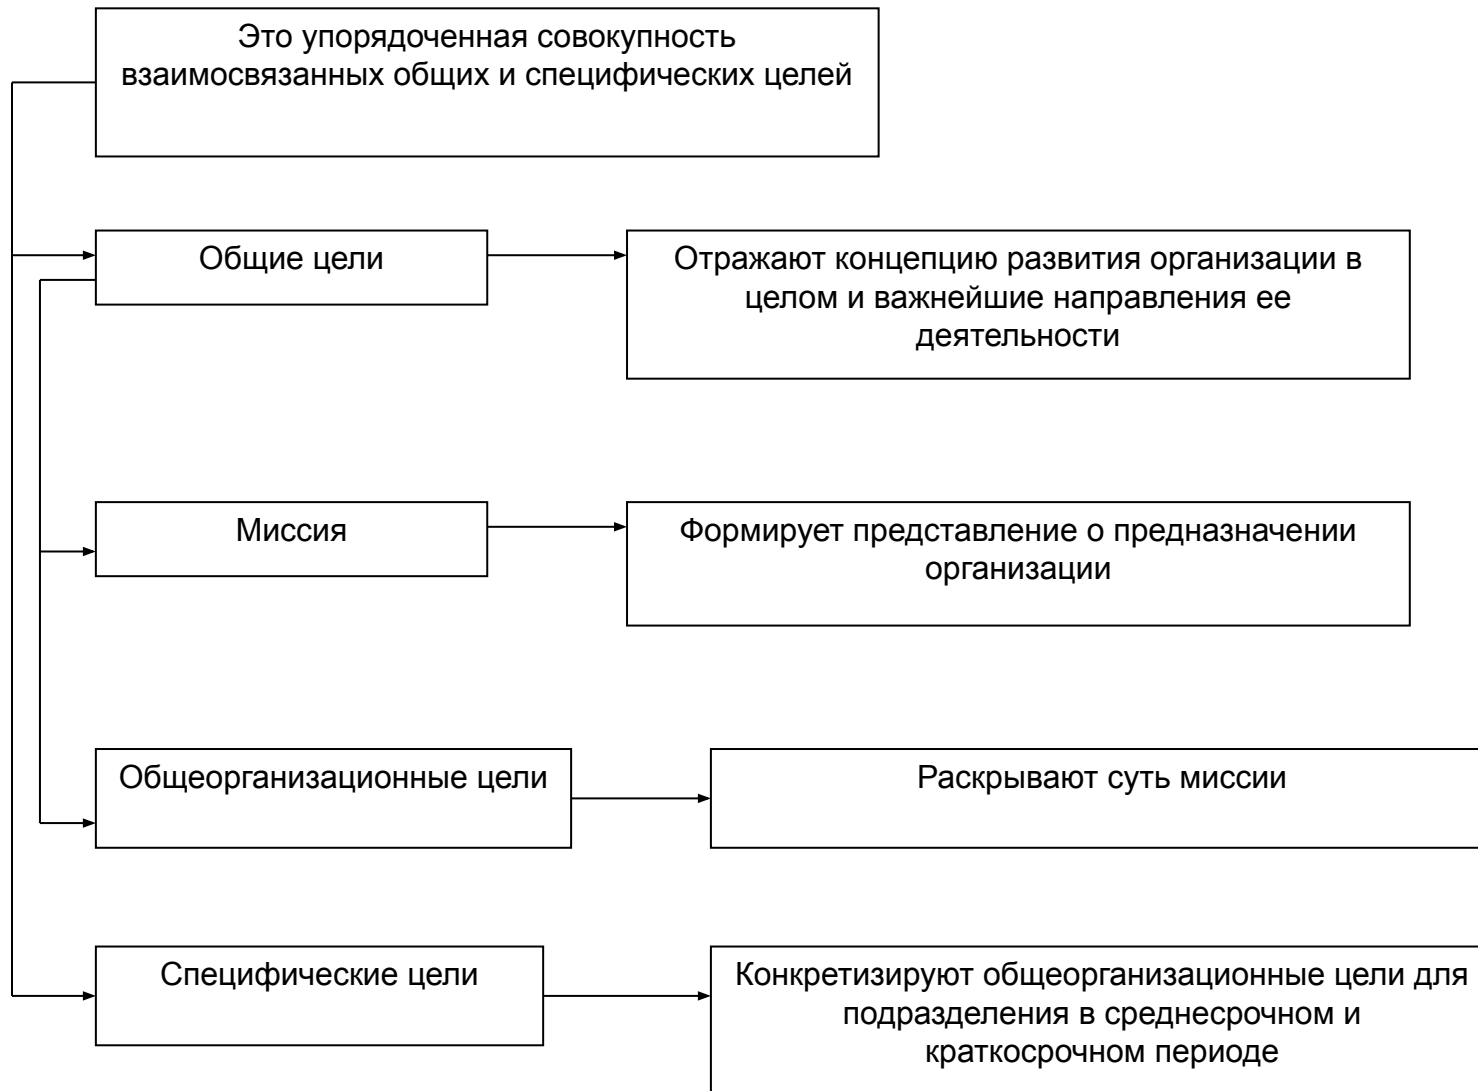 Это упорядоченная совокупность
взаимосвязанных общих и специфических целей
Общие цели
Отражают концепцию развития организации в
целом и важнейшие направления ее
деятельности
Миссия
Формирует представление о предназначении
организации
Общеорганизационные цели
Раскрывают суть миссии
Специфические цели
Конкретизируют общеорганизационные цели для
подразделения в среднесрочном и
краткосрочном периоде